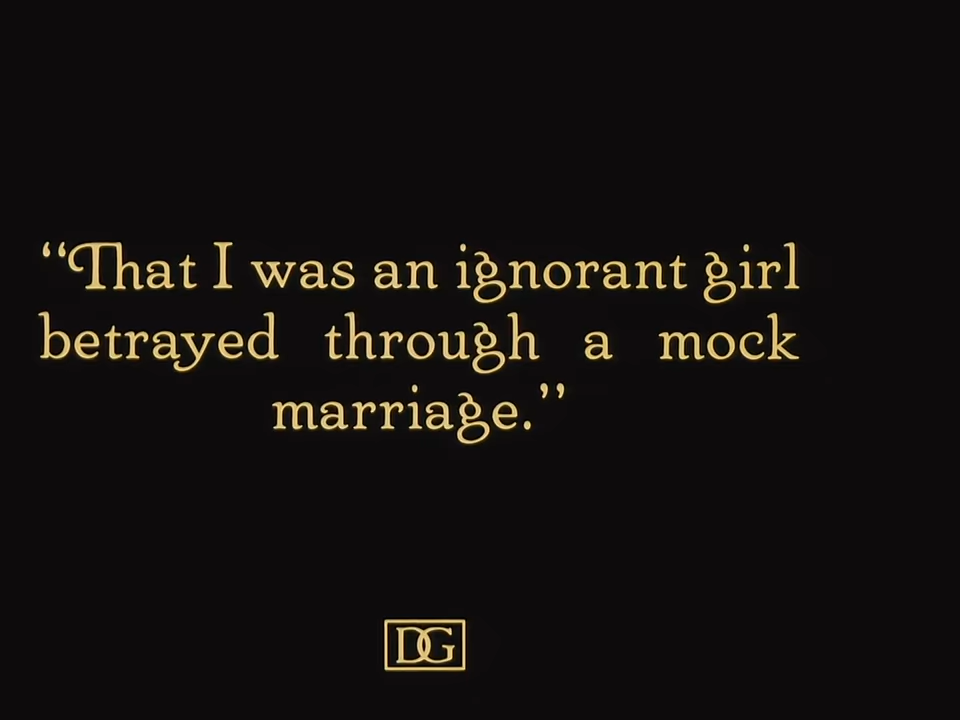 “That I was an ignorant girl
betrayed through a mock
marriage.”
DG